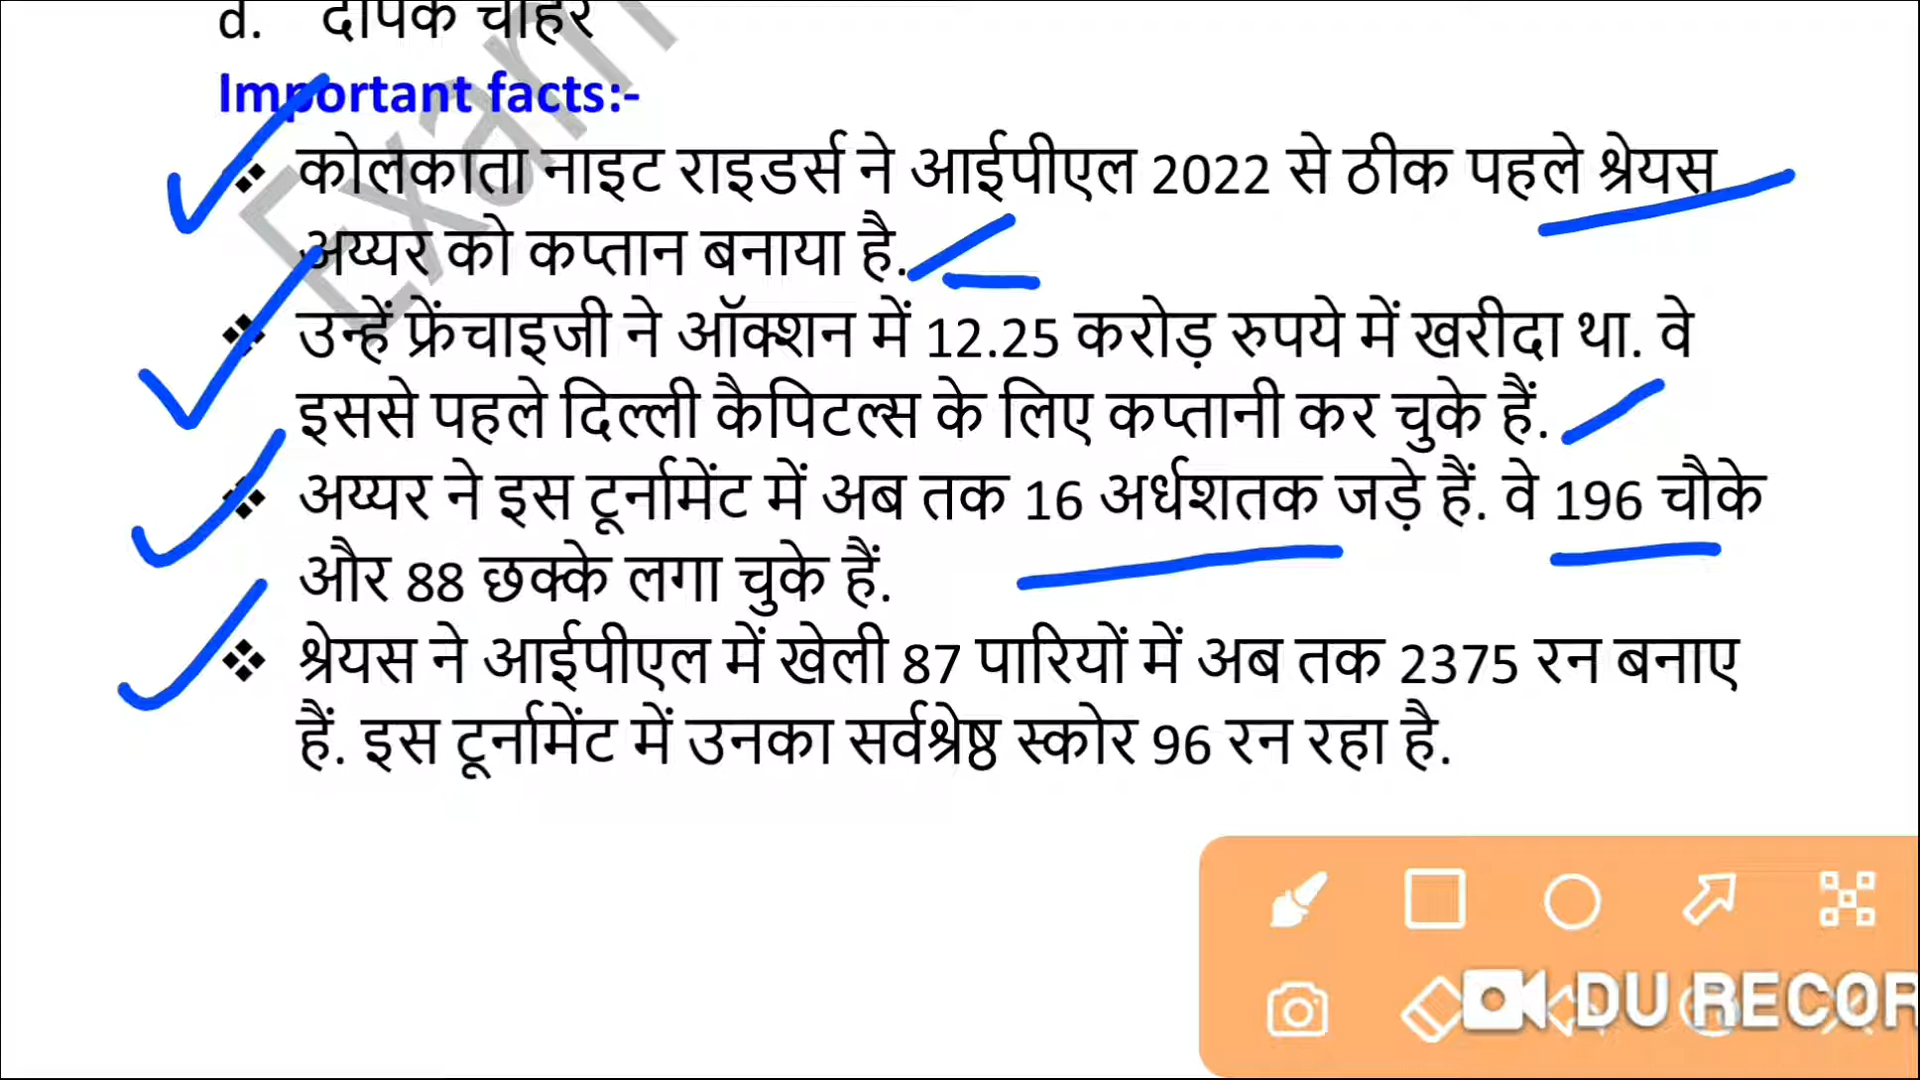 d. दीपक चाहर
Important facts:-
❖ कोलकाता नाइट राइडर्स ने आईपीएल 2022 से ठीक पहले श्रेयस
अय्यर को कप्तान बनाया है.
❖ उन्हें फ्रेंचाइजी ने ऑक्शन में 12.25 करोड़ रुपये में खरीदा था. वे
इससे पहले दिल्ली कैपिटल्स के लिए कप्तानी कर चुके हैं.
❖ अय्यर ने इस टूर्नामेंट में अब तक 16 अर्धशतक जड़े हैं. वे 196 चौके
और 88 छक्के लगा चुके हैं.
❖ श्रेयस ने आईपीएल में खेली 87 पारियों में अब तक 2375 रन बनाए
हैं. इस टूर्नामेंट में उनका सर्वश्रेष्ठ स्कोर 96 रन रहा है.
Exam
DU RECOR